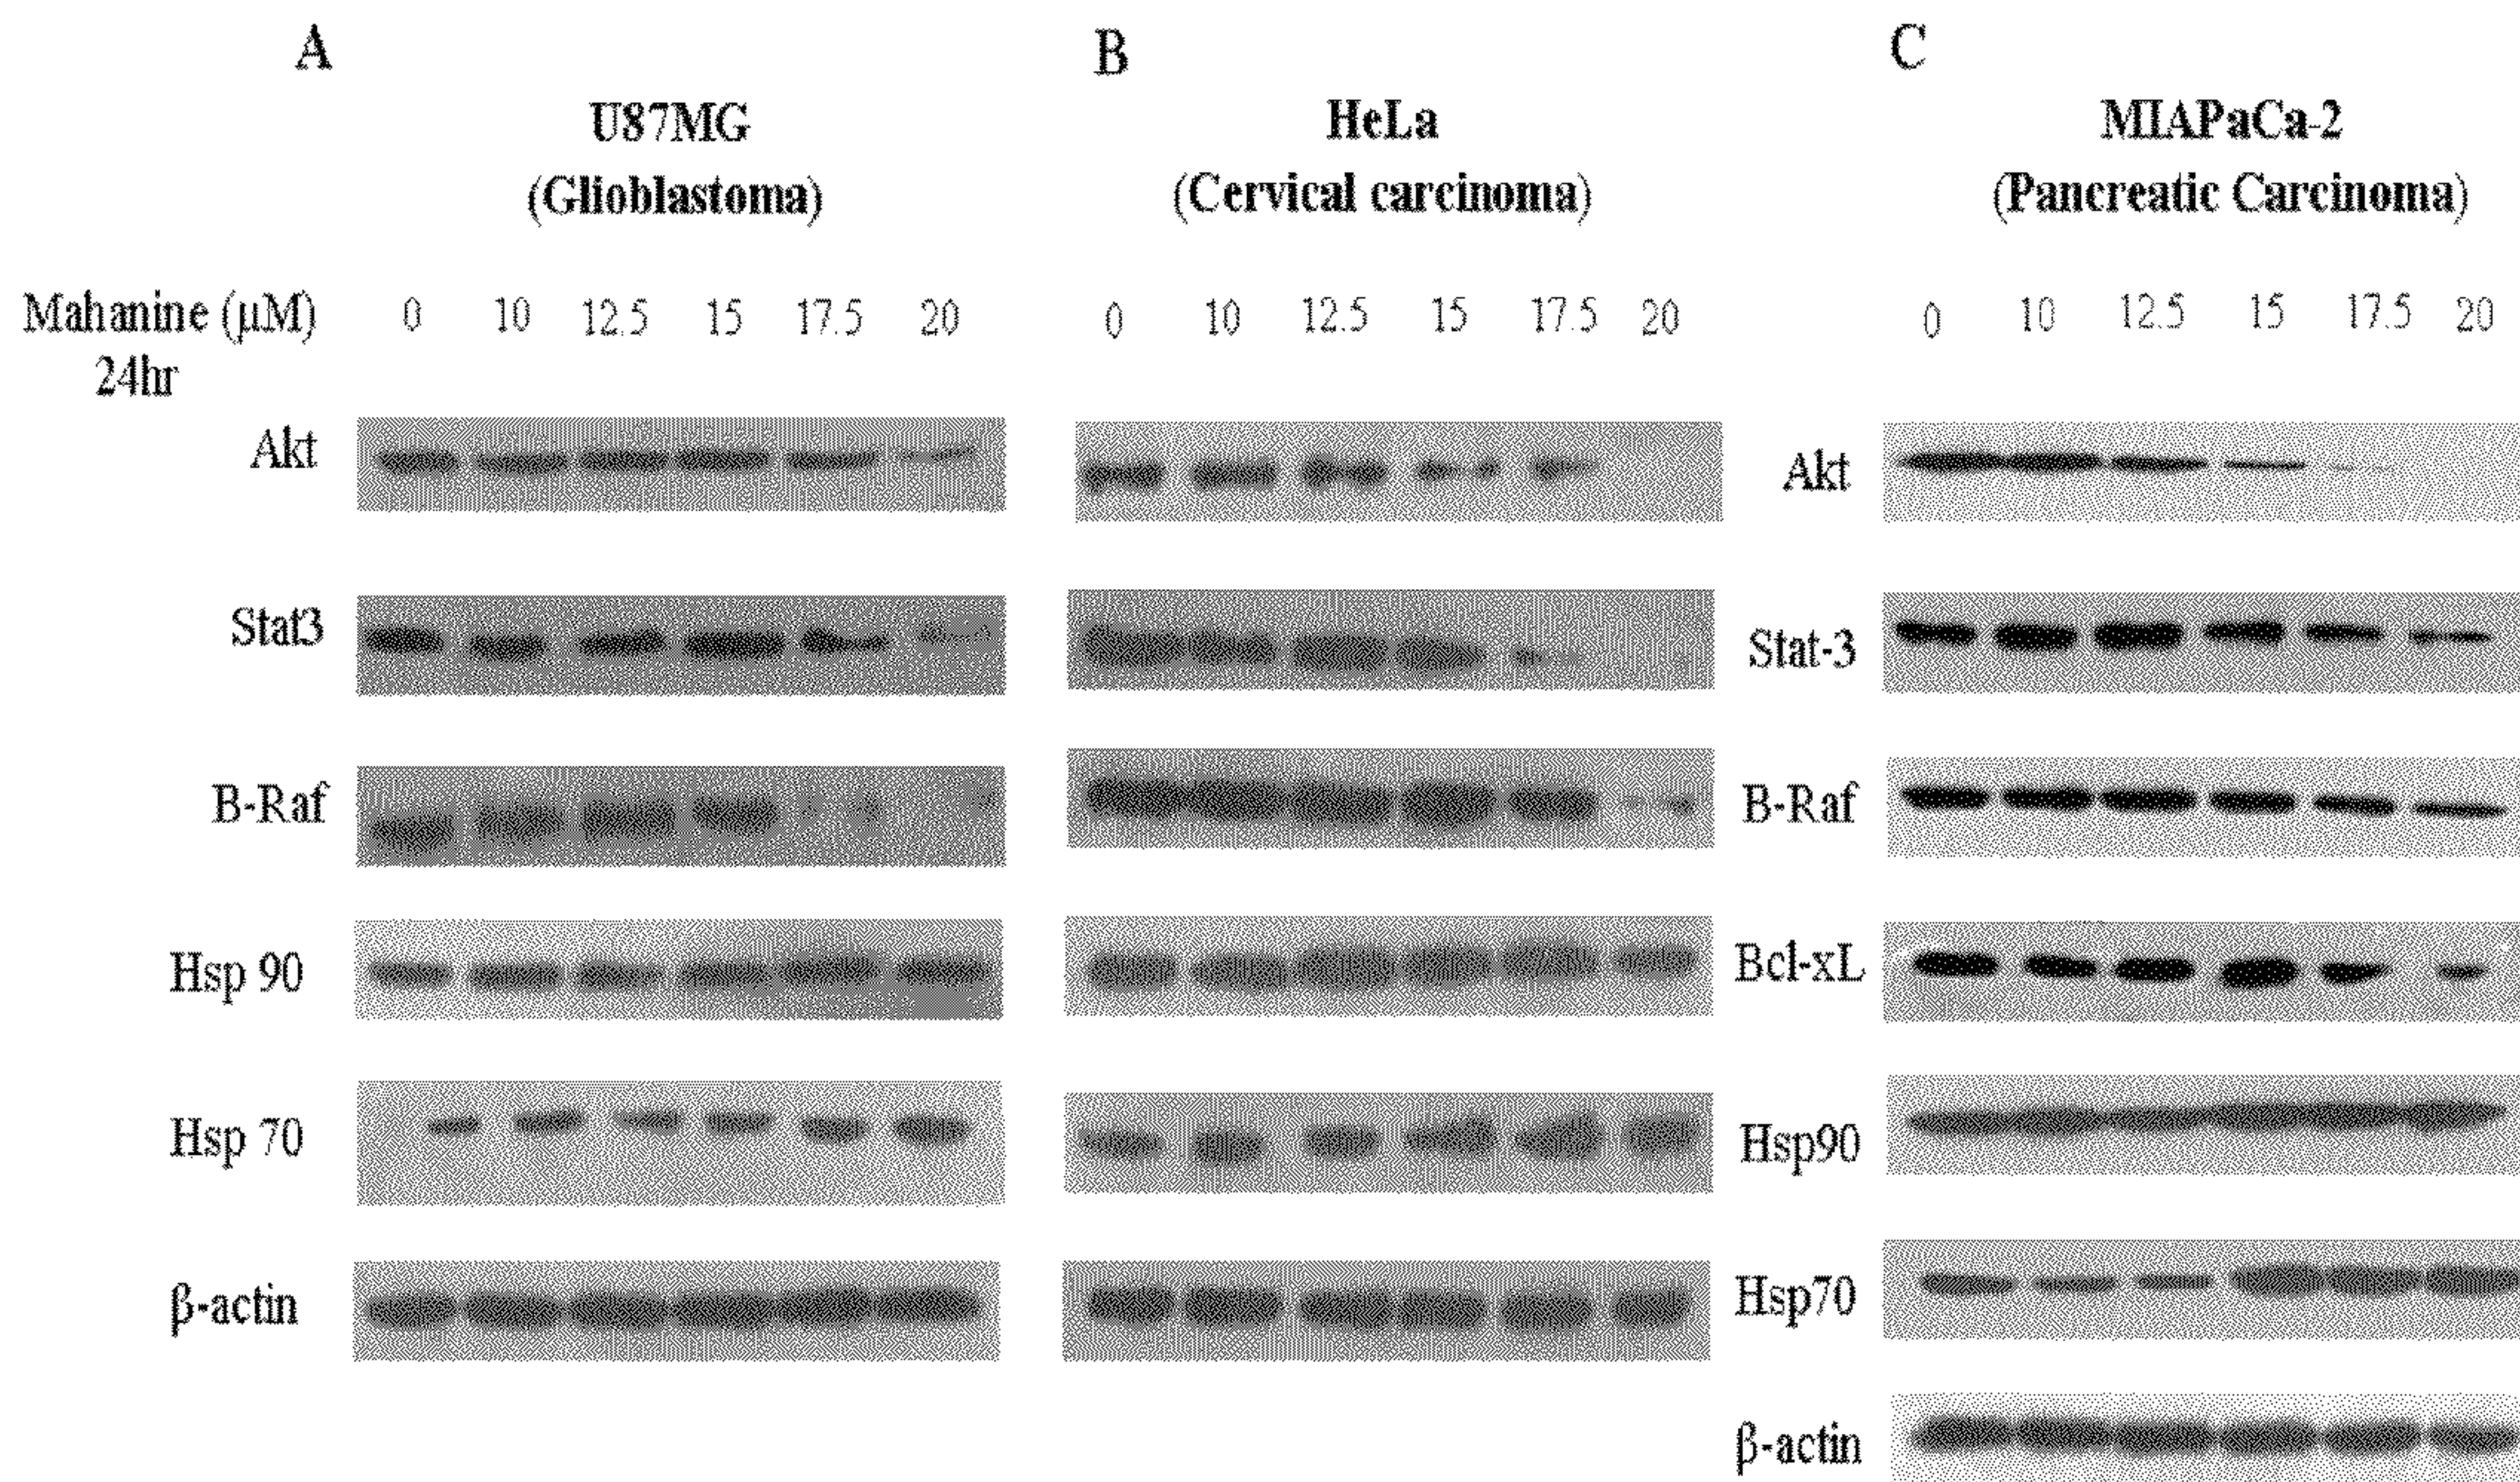 A
U87MG
(Glioblastoma)
B
HeLa
(Cervical carcinoma)
C
MIAPaCa-2
(Pancreatic Carcinoma)
Mahanine (μM) 0 10 12.5 15 17.5 20 0 10 12.5 15 17.5 20 0 10 12.5 15 17.5 20
24hr
Akt
Stat3
B-Raf
Hsp 90
Hsp 70
β-actin
Akt
Stat-3
B-Raf
Bcl-xL
Hsp90
Hsp70
β-actin